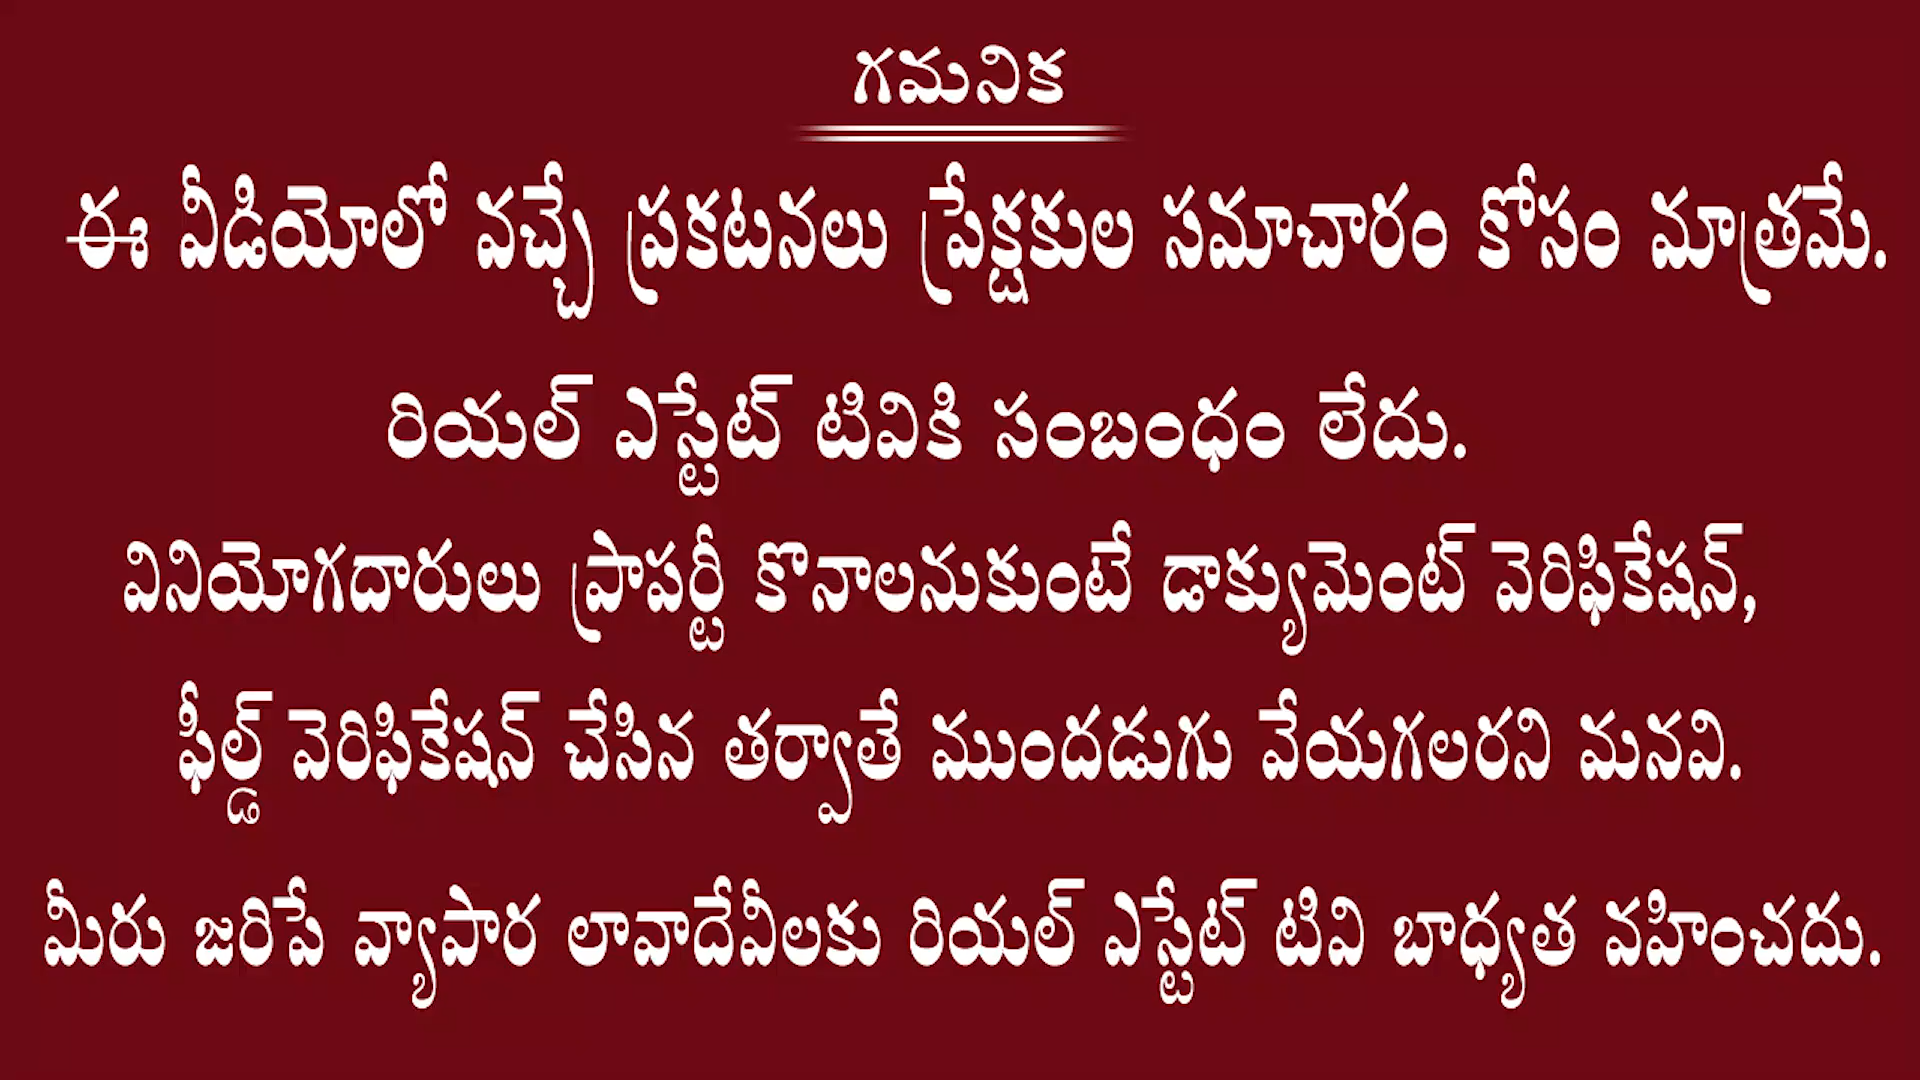 గమనిక
ఈ వీడియోలో వచ్చే ప్రకటనలు ప్రేక్షకుల సమాచారం కోసం మాత్రమే.
రియల్ ఎస్టేట్ టివికి సంబంధం లేదు.
వినియోగదారులు ప్రాపర్టీ కొనాలనుకుంటే డాక్యుమెంట్ వెరిఫికేషన్,
ఫీల్డ్ వెరిఫికేషన్ చేసిన తర్వాతే ముందడుగు వేయగలరని మనవి.
మీరు జరిపే వ్యాపార లావాదేవీలకు రియల్ ఎస్టేట్ టివి బాధ్యత వహించదు.